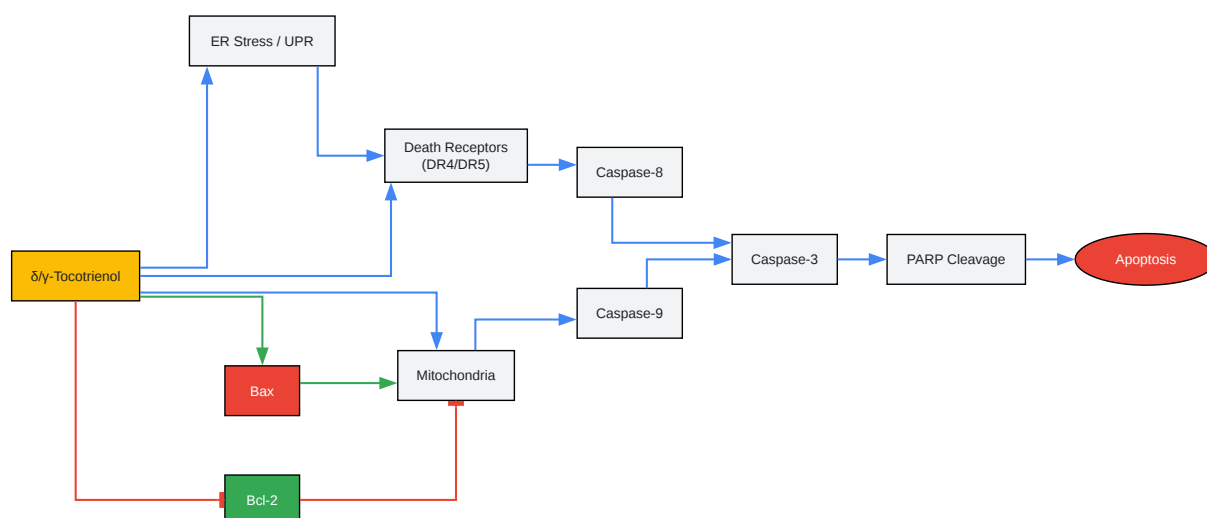 ER Stress / UPR
Death Receptors
(DR4/DR5)
Caspase-8
δ/γ-Tocotrienol
Caspase-3
PARP Cleavage
Apoptosis
Caspase-9
Mitochondria
Bax
Bcl-2